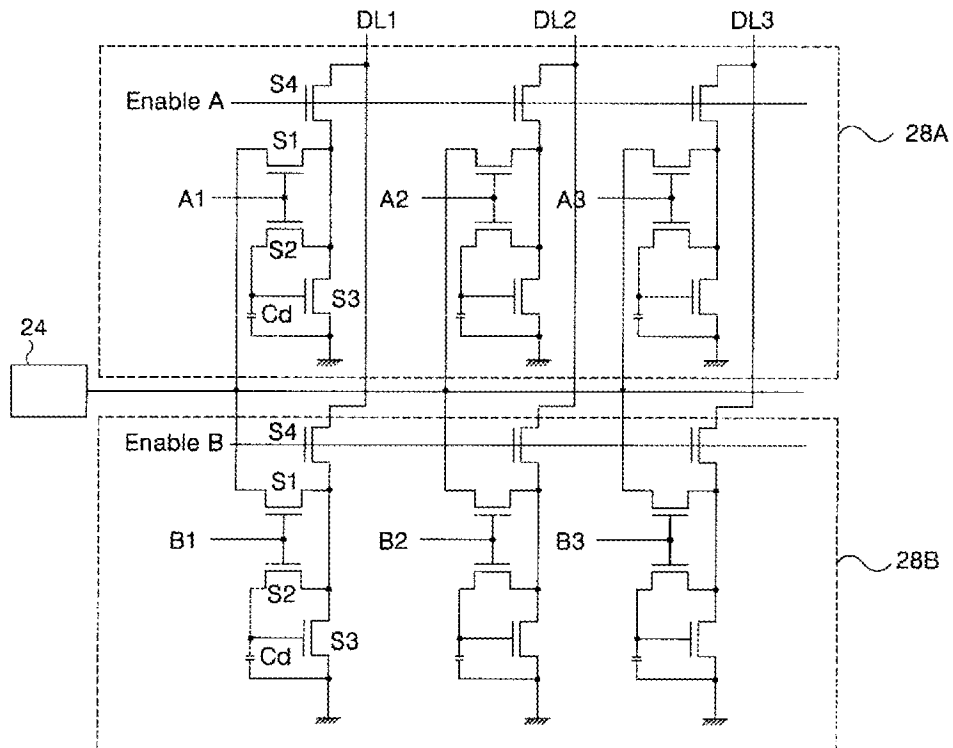 DL1 DL2 DL3
S4
Enable A
28A
S1
A1 A2 A3
S2
S3
Cd
24
S4
Enable B
S1
B1 B2 B3
28B
S2
S3
Cd